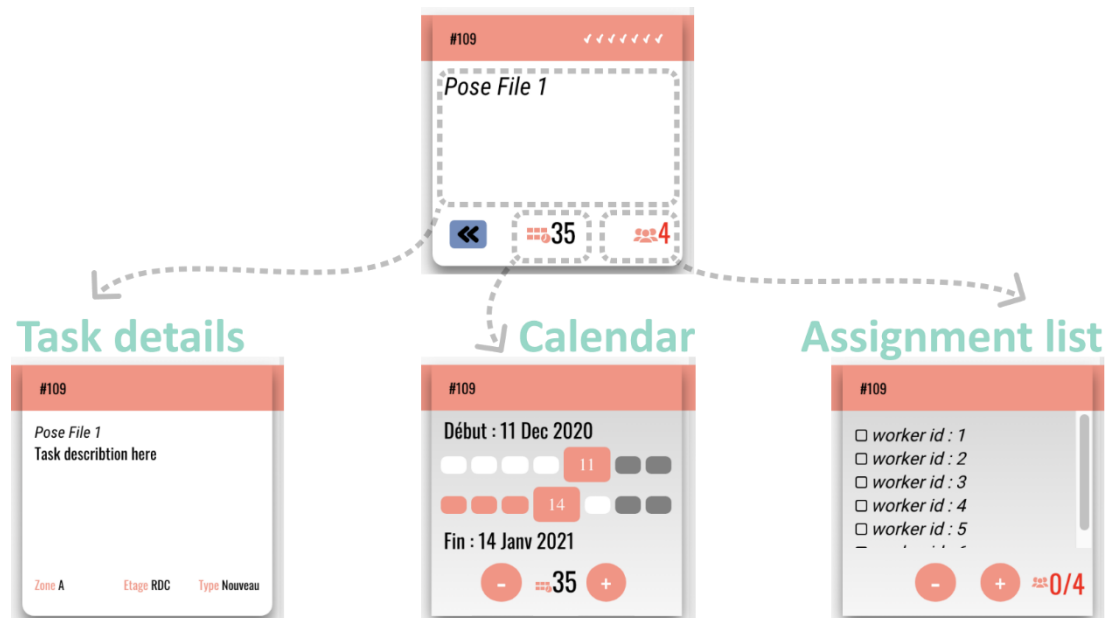 #109
Pose File 1
35
4
Task details
Calendar
Assignment list
#109
Pose File 1
Task describtion here
Zone A Etage RDC Type Nouveau
#109
Début : 11 Dec 2020
11
14
Fin : 14 Janv 2021
- 35 +
#109
worker id : 1
worker id : 2
worker id : 3
worker id : 4
worker id : 5
- + 0/4